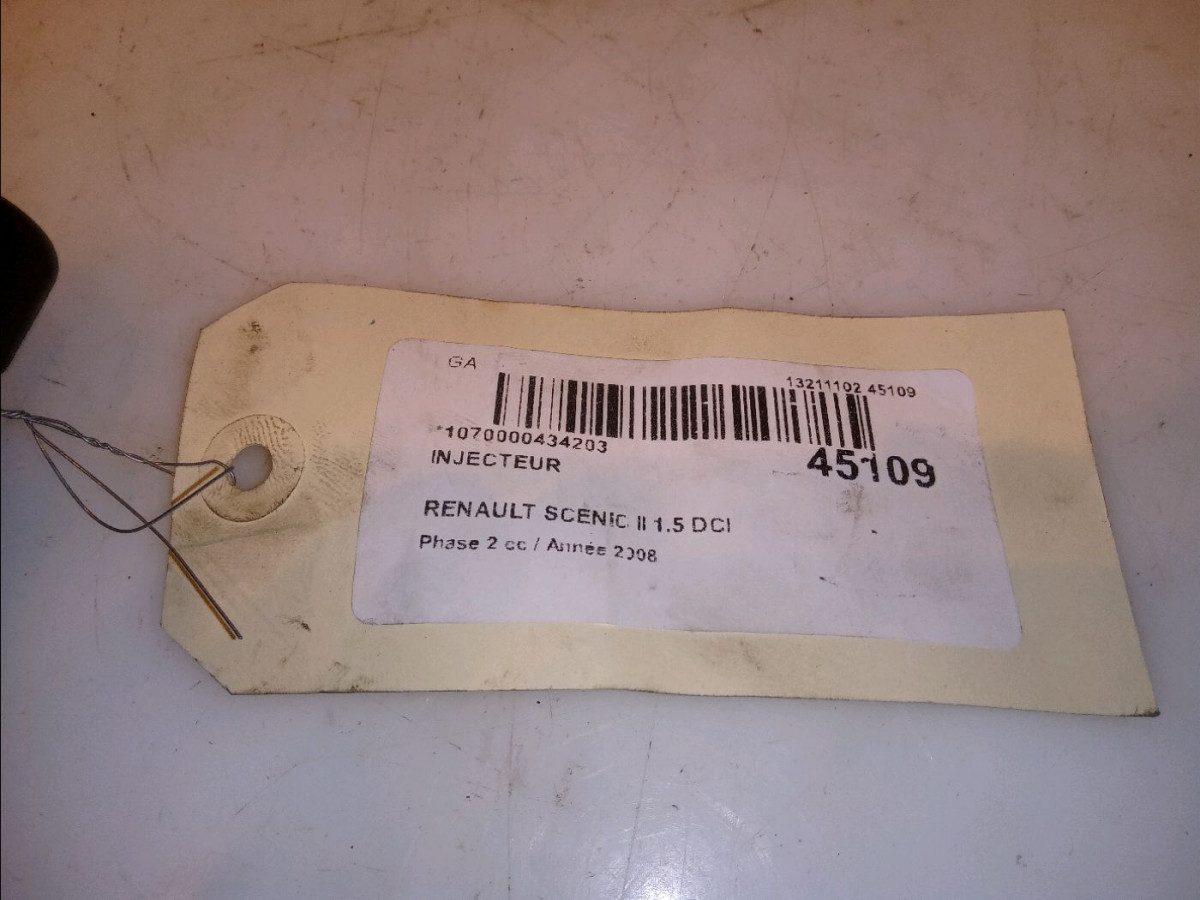 GA
13211102 45109
*1070000434203
45109
INJECTEUR
RENAULT SCENIC II 1.5 DCI
Phase 2 cc / Année 2008